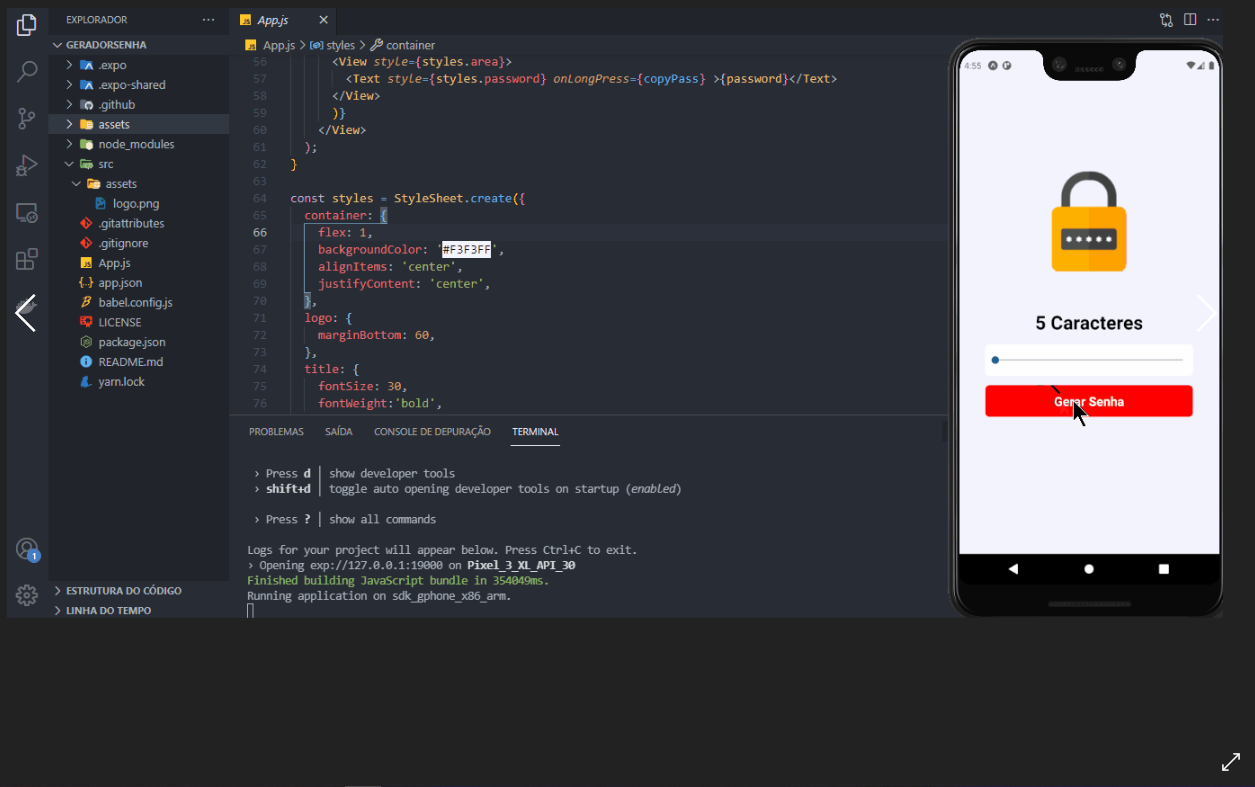 EXPLORADOR
GERADORSENHA
.expo
.expo-shared
.github
assets
node_modules
src
assets
logo.png
.gitattributes
.gitignore
App.js
app.json
babel.config.js
LICENSE
package.json
README.md
yarn.lock
ESTRUTURA DO CÓDIGO
LINHA DO TEMPO
1
App.js
App.js > styles > container
56 <View style={styles.area}>
57 <Text style={styles.password} onLongPress={copyPass} >{password}</Text>
58 </View>
59 )}
60 </View>
61 );
62 }
63
64 const styles = StyleSheet.create({
65 container: {
66 flex: 1,
67 backgroundColor: '#F3F3FF',
68 alignItems: 'center',
69 justifyContent: 'center',
70 },
71 logo: {
72 marginBottom: 60,
73 },
74 title: {
75 fontSize: 30,
76 fontWeight:'bold',
PROBLEMAS SAÍDA CONSOLE DE DEPURAÇÃO TERMINAL
› Press d │ show developer tools
› shift+d │ toggle auto opening developer tools on startup (enabled)
› Press ? │ show all commands
Logs for your project will appear below. Press Ctrl+C to exit.
› Opening exp://127.0.0.1:19000 on Pixel_3_XL_API_30
Finished building JavaScript bundle in 354049ms.
Running application on sdk_gphone_x86_arm.
4:55
5 Caracteres
Gerar Senha